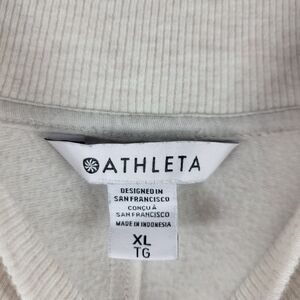 ATHLETA
DESIGNED IN
SAN FRANCISCO
CONÇU À
SAN FRANCISCO
MADE IN INDONESIA
XL
TG